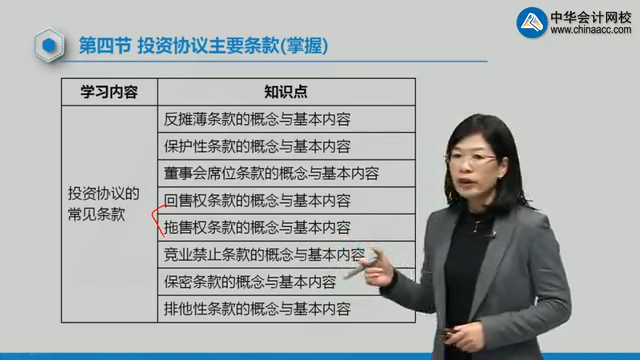 中华会计网校
www.chinaacc.com
第四节 投资协议主要条款(掌握)
学习内容
知识点
反摊薄条款的概念与基本内容
保护性条款的概念与基本内容
董事会席位条款的概念与基本内容
投资协议的
常见条款
回售权条款的概念与基本内容
拖售权条款的概念与基本内容
竞业禁止条款的概念与基本内容
保密条款的概念与基本内容
排他性条款的概念与基本内容